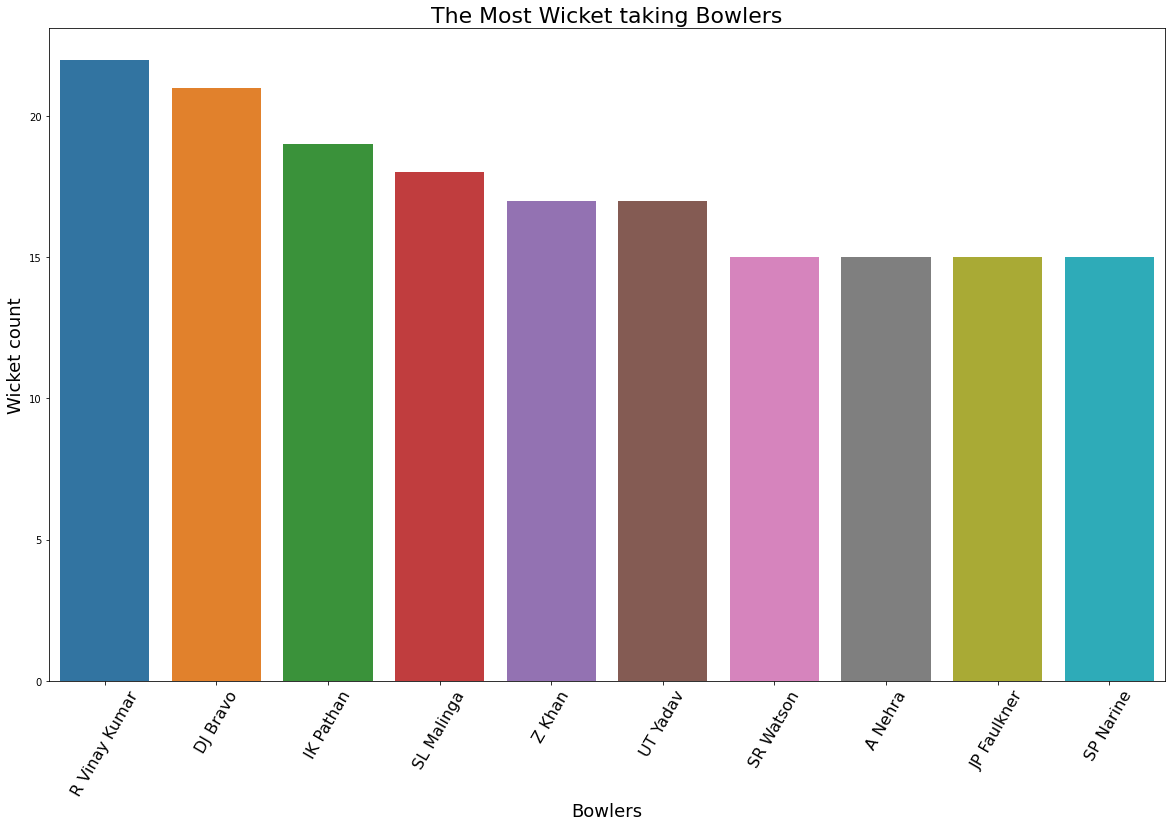 The Most Wicket taking Bowlers
Wicket count
20
15
10
5
0
R Vinay Kumar
DJ Bravo
IK Pathan
SL Malinga
Z Khan
UT Yadav
SR Watson
A Nehra
JP Faulkner
SP Narine
Bowlers